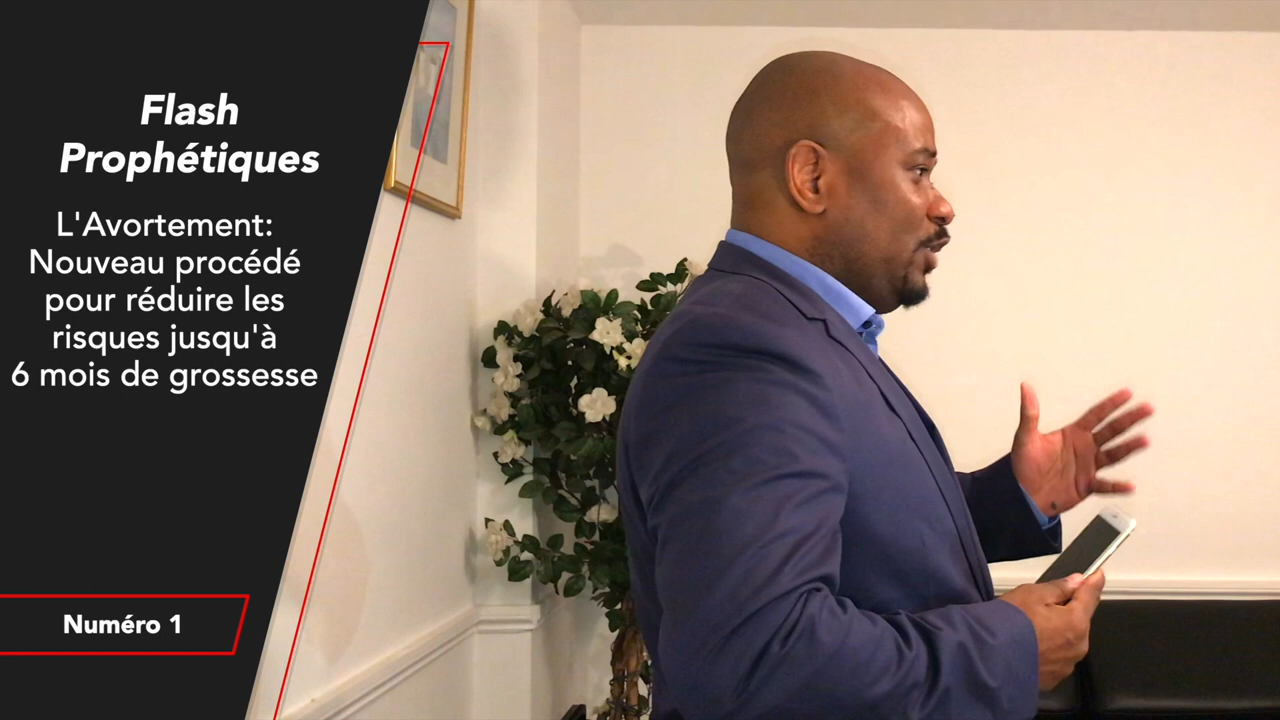 Flash
Prophétiques
L'Avortement:
Nouveau procédé
pour réduire les
risques jusqu'à
6 mois de grossesse
Numéro 1